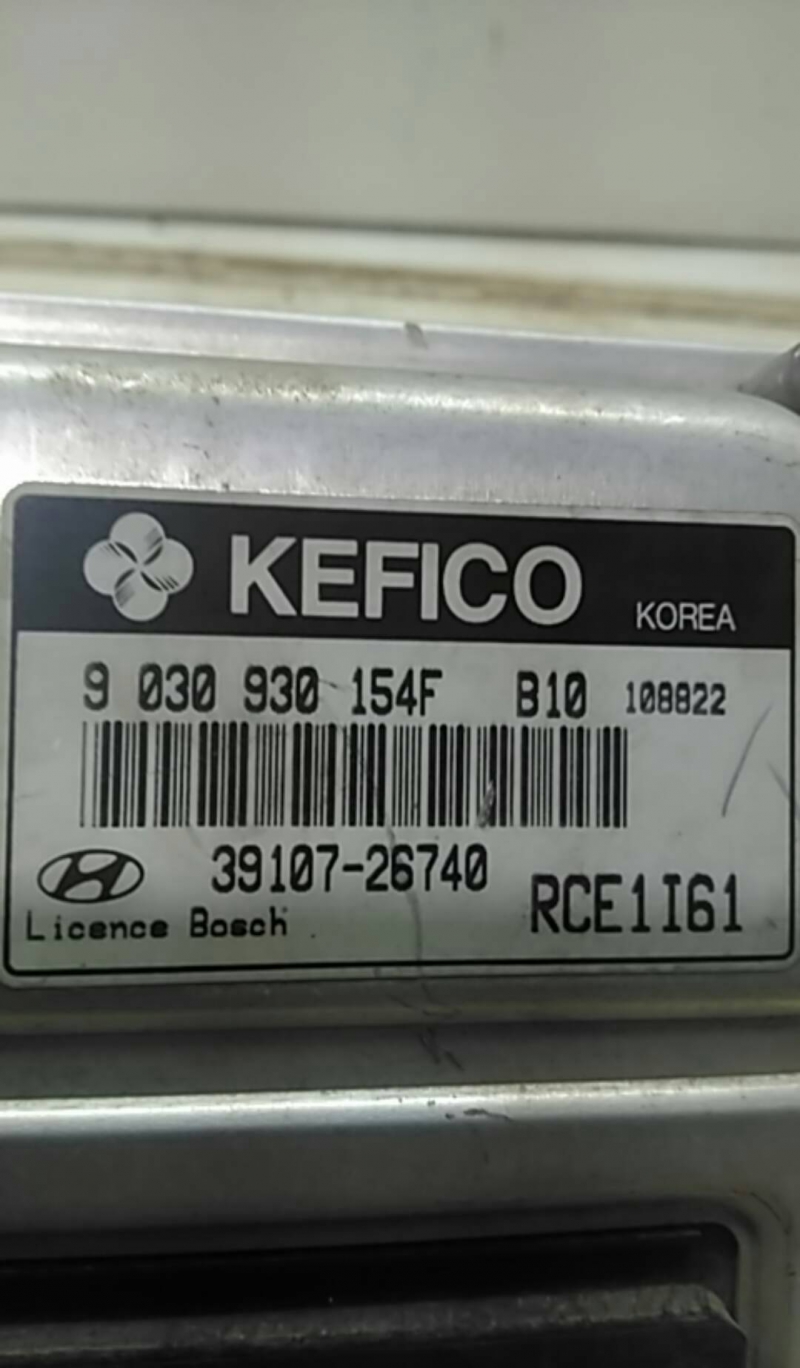 KEFICO KOREA
9 030 930 154F B10 108822
39107-26740
Licence Bosch RCE1I61